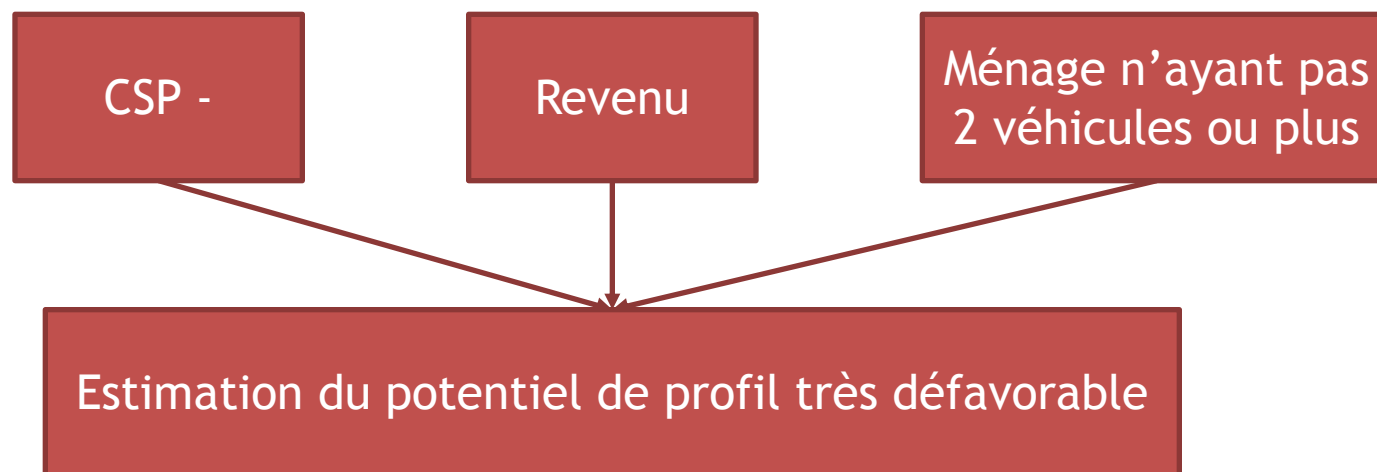 CSP -
Revenu
Ménage n’ayant pas
2 véhicules ou plus
Estimation du potentiel de profil très défavorable